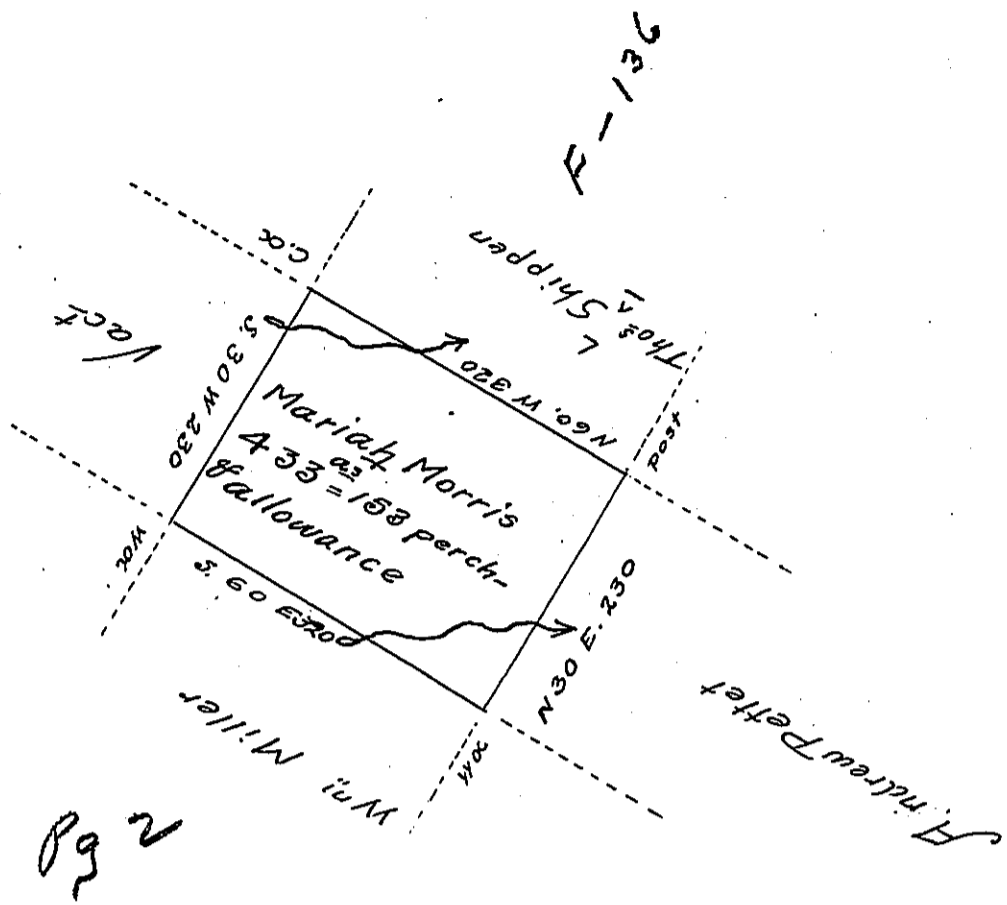 F-136
Thos L Shippen
C.O.
Vact
S. 30 W 230
N 60. W 320
Post
Mariah Morris
433 as = 153 perch-
& allowance
W.O.
S. 60 E 320
N 30 E. 230
W.O.
Wm Miller
Andrew Pettet
Pg 2